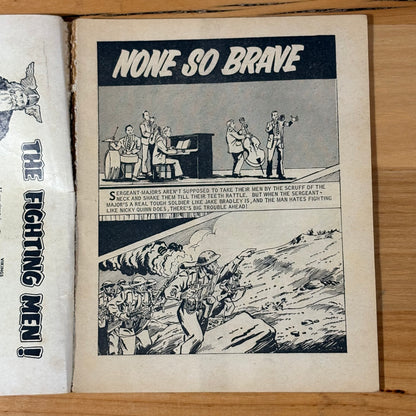 NONE SO BRAVE
SERGEANT-MAJORS AREN'T SUPPOSED TO TAKE THEIR MEN BY THE SCRUFF OF THE
NECK AND SHAKE THEM TILL THEIR TEETH RATTLE. BUT WHEN THE SERGEANT-
MAJOR'S A REAL TOUGH SOLDIER LIKE JAKE BRADLEY IS, AND THE MAN HATES FIGHTING
LIKE NICKY QUINN DOES, THERE'S BIG TROUBLE AHEAD!
THE FIGHTING MEN!
VIKINGS